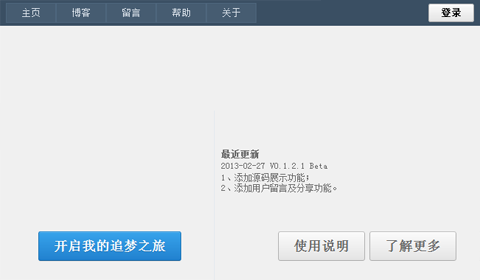 主页 博客 留言 帮助 关于 登录
最近更新
2013-02-27 V0.1.2.1 Beta
1、添加源码展示功能;
2、添加用户留言及分享功能。
开启我的追梦之旅 使用说明 了解更多